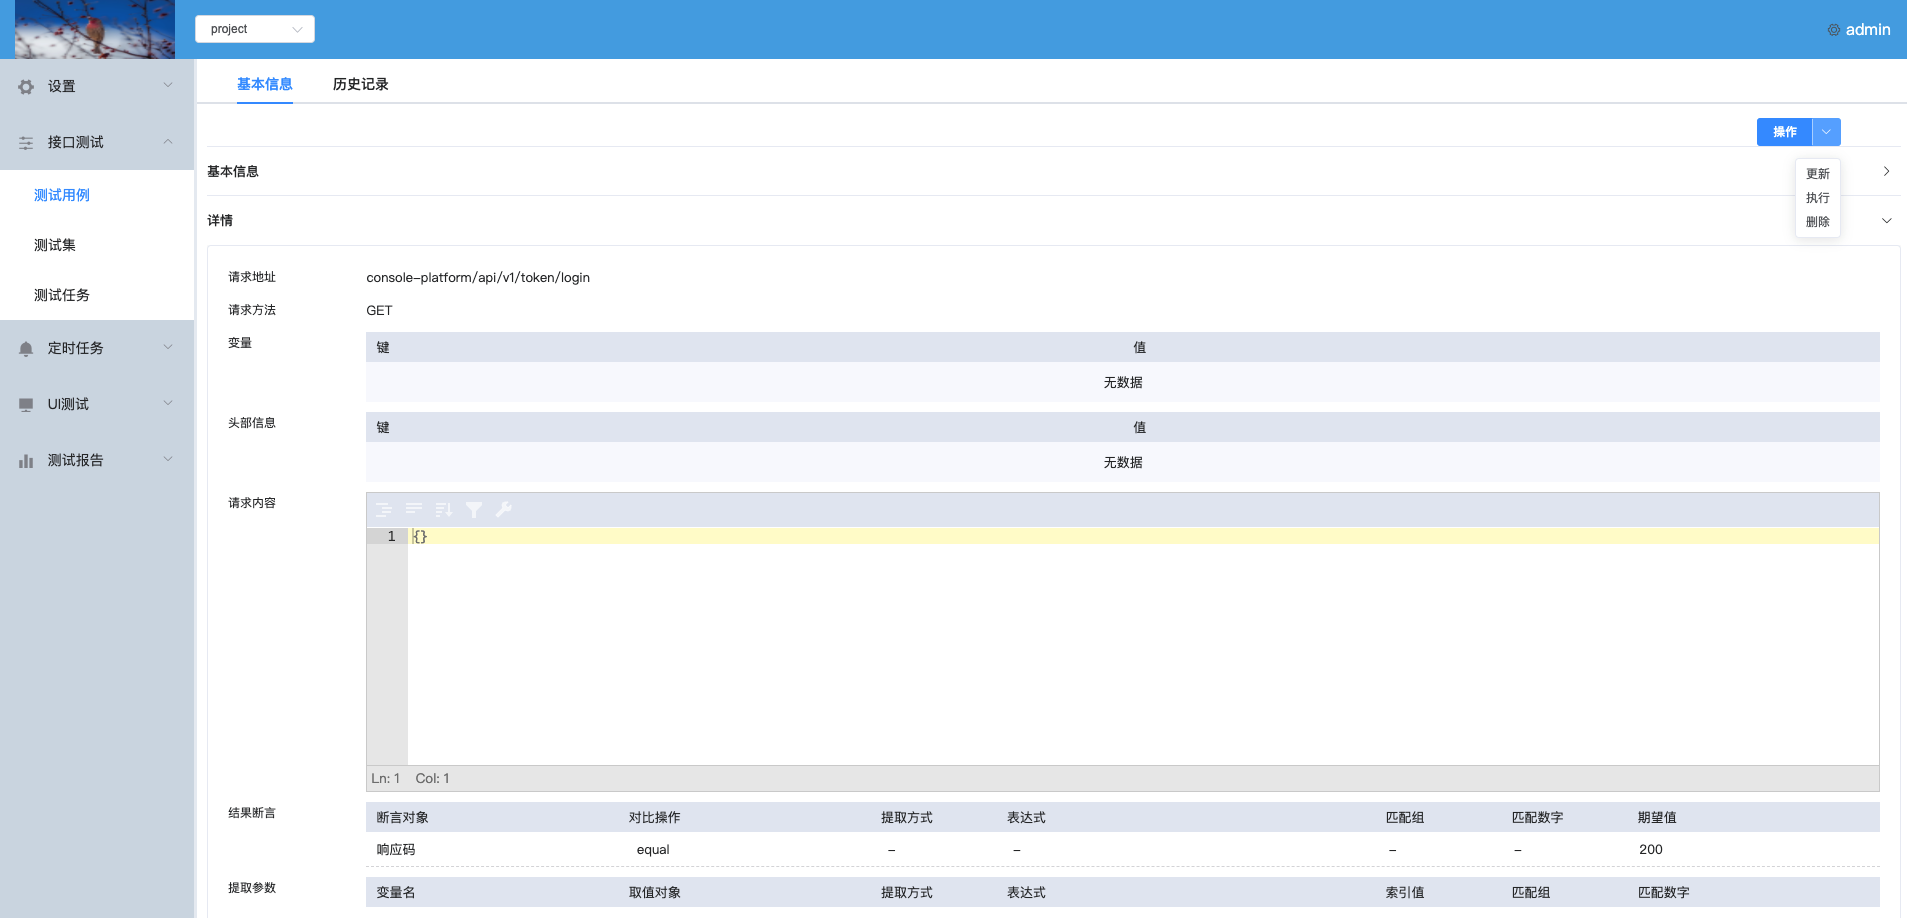 project
admin
设置
接口测试
测试用例
测试集
测试任务
定时任务
UI测试
测试报告
基本信息 历史记录
操作
更新
执行
删除
基本信息
详情
请求地址 console-platform/api/v1/token/login
请求方法 GET
变量 键 值
无数据
头部信息 键 值
无数据
请求内容
1 {}
Ln: 1 Col: 1
结果断言 断言对象 对比操作 提取方式 表达式 匹配组 匹配数字 期望值
响应码 equal - - - - 200
提取参数 变量名 取值对象 提取方式 表达式 索引值 匹配组 匹配数字